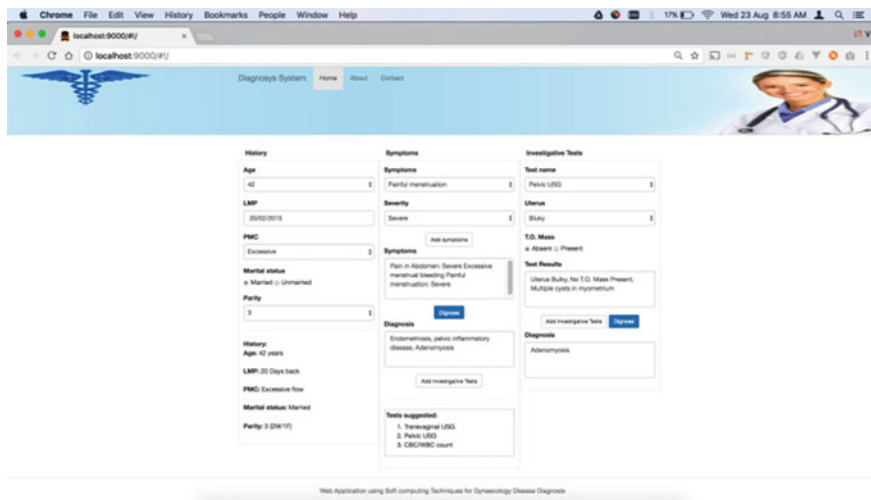 Chrome File Edit View History Bookmarks People Window Help 17% Wed 23 Aug 8:55 AM
localhost:9000/#!/
localhost:9000/#!/
Diagnosys System Home About Contact
History
Age
42
LMP
20/02/2015
PMC
Excessive
Marital status
Married Unmarried
Parity
3
History:
Age: 42 years
LMP: 20 Days back
PMC: Excessive flow
Marital status: Married
Parity: 3 (2M/1F)
Symptoms
Symptoms
Painful menstruation
Severity
Severe
Add symptoms
Symptoms
Pain in Abdomen: Severe Excessive
menstrual bleeding Painful
menstruation: Severe
Dignose
Diagnosis
Endometriosis, pelvic inflammatory
disease, Adenomyosis
Add Investigative Tests
Tests suggested:
1. Transvaginal USG
2. Pelvic USG
3. CBC/WBC count
Investigative Tests
Test name
Pelvic USG
Uterus
Bluky
T.O. Mass
Absent Present
Test Results
Uterus Bulky, No T.O. Mass Present,
Multiple cysts in myometrium
Add Investigative Tests Dignose
Diagnosis
Adenomyosis
Web Application using Soft computing Techniques for Gynaecology Disease Diagnosis